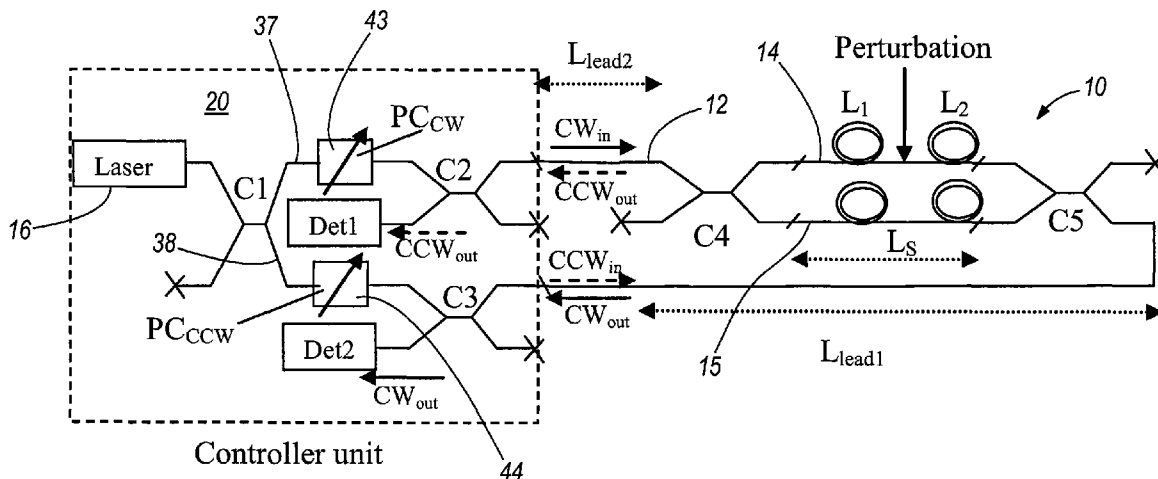 37
43
20
PC_CW
Laser
C1
C2
16
38
Det1
CCW_out
PC_CCW
C3
Det2
CW_out
44
Controller unit
L_lead2
12
CW_in
CCW_out
CCW_in
CW_out
C4
14
Perturbation
L_1
L_2
10
C5
L_S
15
L_lead1